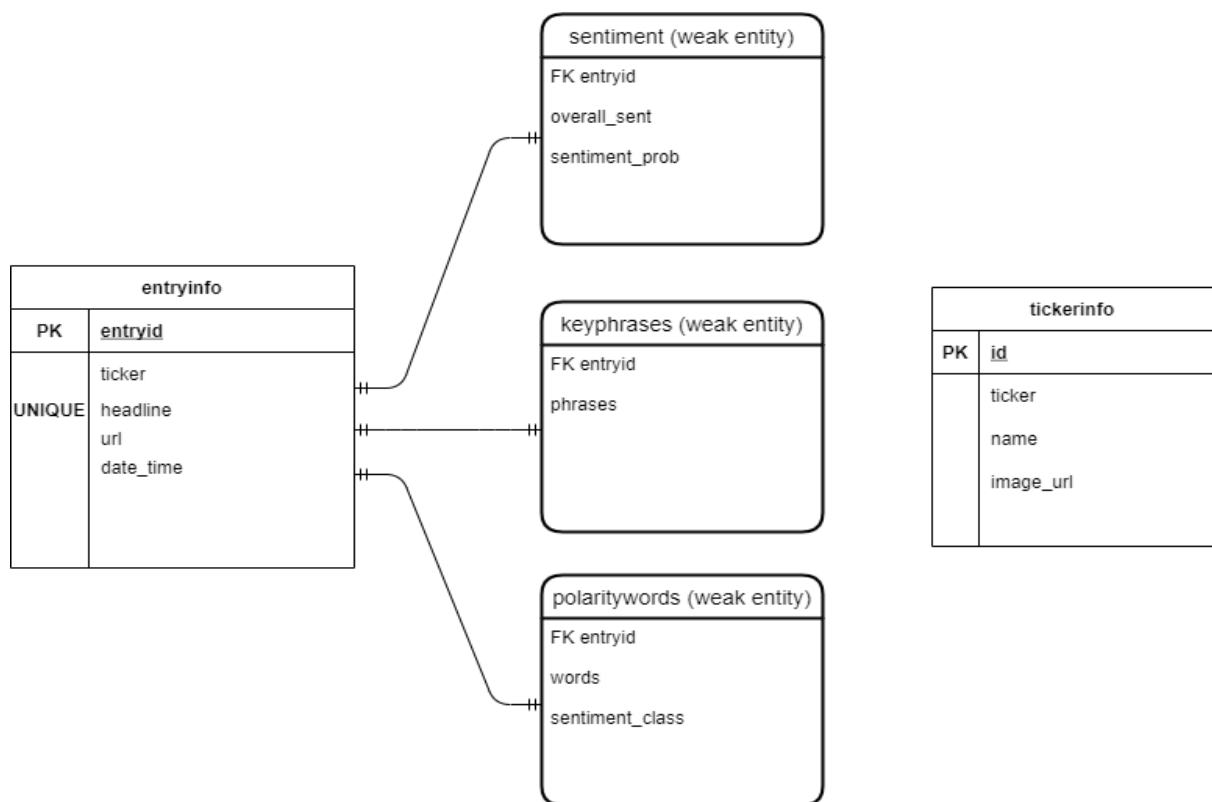 sentiment (weak entity)
FK entryid
overall_sent
sentiment_prob
entryinfo
PK entryid
ticker
UNIQUE headline
url
date_time
keyphrases (weak entity)
FK entryid
phrases
tickerinfo
PK id
ticker
name
image_url
polaritywords (weak entity)
FK entryid
words
sentiment_class